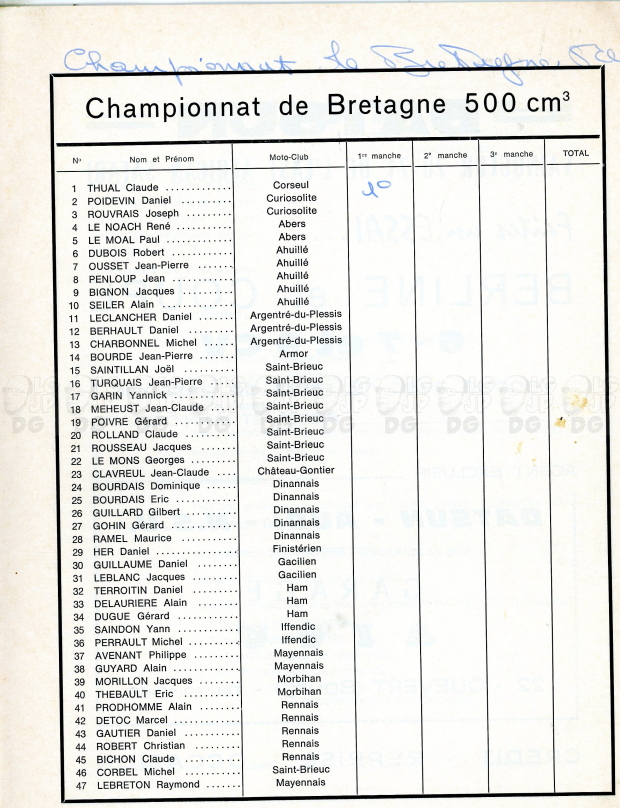 Championnat de Bretagne
Championnat de Bretagne 500 cm³
N° Nom et Prénom Moto-Club 1re manche 2e manche 3e manche TOTAL
1 THUAL Claude ............ Corseul 1°
2 POIDEVIN Daniel .......... Curiosolite
3 ROUVRAIS Joseph ........ Curiosolite
4 LE NOACH René .......... Abers
5 LE MOAL Paul ............ Abers
6 DUBOIS Robert ........... Ahuillé
7 OUSSET Jean-Pierre ....... Ahuillé
8 PENLOUP Jean ........... Ahuillé
9 BIGNON Jacques .......... Ahuillé
10 SEILER Alain ............. Ahuillé
11 LECLANCHER Daniel ....... Argentré-du-Plessis
12 BERHAULT Daniel ......... Argentré-du-Plessis
13 CHARBONNEL Michel ...... Argentré-du-Plessis
14 BOURDE Jean-Pierre ....... Armor
15 SAINTILLAN Joël .......... Saint-Brieuc
16 TURQUAIS Jean-Pierre ..... Saint-Brieuc
17 GARIN Yannick ........... Saint-Brieuc
18 MEHEUST Jean-Claude ..... Saint-Brieuc
19 POIVRE Gérard ........... Saint-Brieuc
20 ROLLAND Claude ......... Saint-Brieuc
21 ROUSSEAU Jacques ....... Saint-Brieuc
22 LE MONS Georges ........ Saint-Brieuc
23 CLAVREUL Jean-Claude .... Château-Gontier
24 BOURDAIS Dominique ...... Dinannais
25 BOURDAIS Eric ........... Dinannais
26 GUILLARD Gilbert ......... Dinannais
27 GOHIN Gérard ............ Dinannais
28 RAMEL Maurice ........... Dinannais
29 HER Daniel .............. Finistérien
30 GUILLAUME Daniel ........ Gacilien
31 LEBLANC Jacques ......... Gacilien
32 TERROITIN Daniel ......... Ham
33 DELAURIERE Alain ........ Ham
34 DUGUE Gérard ........... Ham
35 SAINDON Yann ........... Iffendic
36 PERRAULT Michel ......... Iffendic
37 AVENANT Philippe ........ Mayennais
38 GUYARD Alain ........... Mayennais
39 MORILLON Jacques ....... Morbihan
40 THEBAULT Eric ........... Morbihan
41 PRODHOMME Alain ....... Rennais
42 DETOC Marcel ........... Rennais
43 GAUTIER Daniel .......... Rennais
44 ROBERT Christian ......... Rennais
45 BICHON Claude .......... Rennais
46 CORBEL Michel .......... Saint-Brieuc
47 LEBRETON Raymond ...... Mayennais